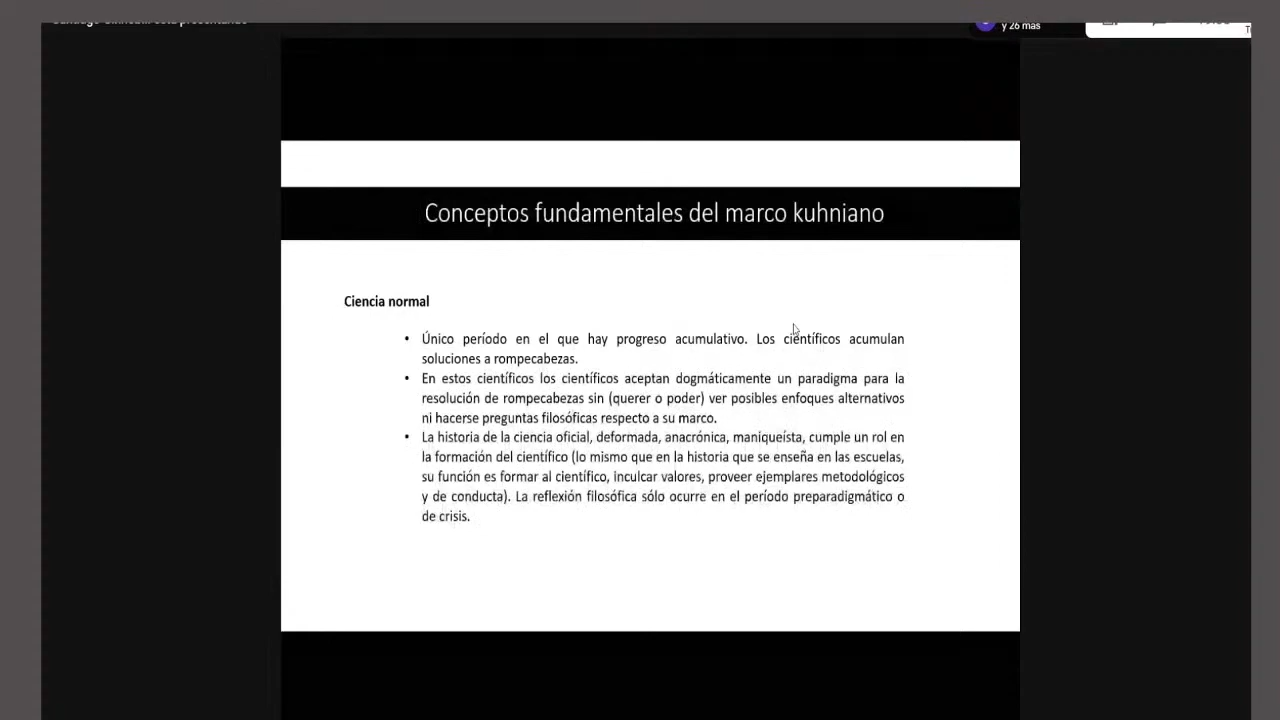 y 26 más
Conceptos fundamentales del marco kuhniano
Ciencia normal
• Único período en el que hay progreso acumulativo. Los científicos acumulan
soluciones a rompecabezas.
• En estos científicos los científicos aceptan dogmáticamente un paradigma para la
resolución de rompecabezas sin (querer o poder) ver posibles enfoques alternativos
ni hacerse preguntas filosóficas respecto a su marco.
• La historia de la ciencia oficial, deformada, anacrónica, maniqueísta, cumple un rol en
la formación del científico (lo mismo que en la historia que se enseña en las escuelas,
su función es formar al científico, inculcar valores, proveer ejemplares metodológicos
y de conducta). La reflexión filosófica sólo ocurre en el período preparadigmático o
de crisis.